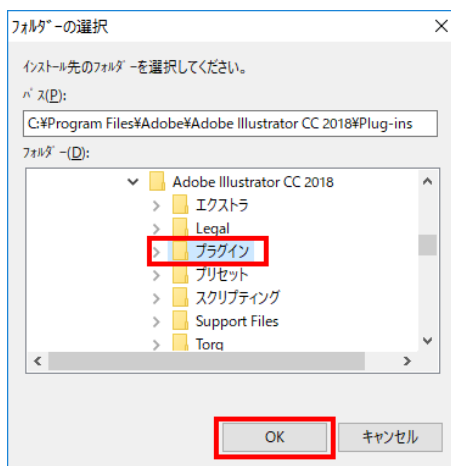 フォルダーの選択
インストール先のフォルダーを選択してください。
パス(P):
C:¥Program Files¥Adobe¥Adobe Illustrator CC 2018¥Plug-ins
フォルダー(D):
Adobe Illustrator CC 2018
エクストラ
Legal
プラグイン
プリセット
スクリプティング
Support Files
Torq
OK
キャンセル